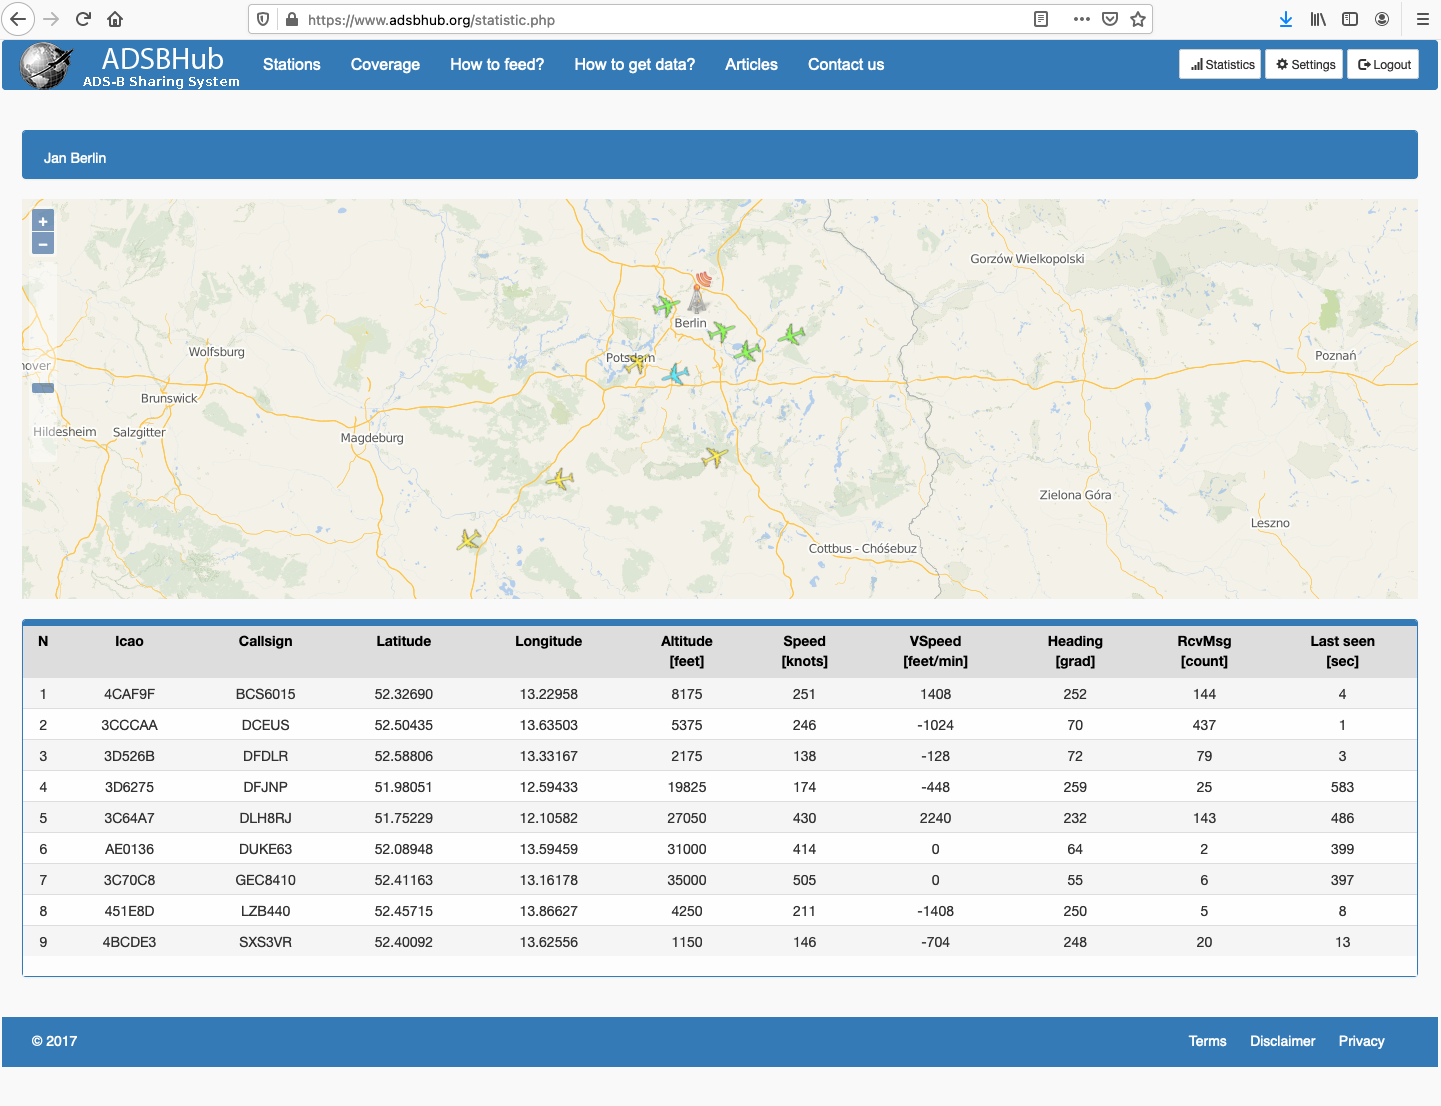 https://www.adsbhub.org/statistic.php
ADSBHub
ADS-B Sharing System
Stations Coverage How to feed? How to get data? Articles Contact us
Statistics Settings Logout
Jan Berlin
+
−
Gorzów Wielkopolski
Berlin
Wolfsburg
Potsdam
Poznań
nover
Brunswick
Hildesheim Salzgitter
Magdeburg
Zielona Góra
Leszno
Cottbus - Chóśebuz
N Icao Callsign Latitude Longitude Altitude [feet] Speed [knots] VSpeed [feet/min] Heading [grad] RcvMsg [count] Last seen [sec]
1 4CAF9F BCS6015 52.32690 13.22958 8175 251 1408 252 144 4
2 3CCCAA DCEUS 52.50435 13.63503 5375 246 -1024 70 437 1
3 3D526B DFDLR 52.58806 13.33167 2175 138 -128 72 79 3
4 3D6275 DFJNP 51.98051 12.59433 19825 174 -448 259 25 583
5 3C64A7 DLH8RJ 51.75229 12.10582 27050 430 2240 232 143 486
6 AE0136 DUKE63 52.08948 13.59459 31000 414 0 64 2 399
7 3C70C8 GEC8410 52.41163 13.16178 35000 505 0 55 6 397
8 451E8D LZB440 52.45715 13.86627 4250 211 -1408 250 5 8
9 4BCDE3 SXS3VR 52.40092 13.62556 1150 146 -704 248 20 13
© 2017
Terms Disclaimer Privacy